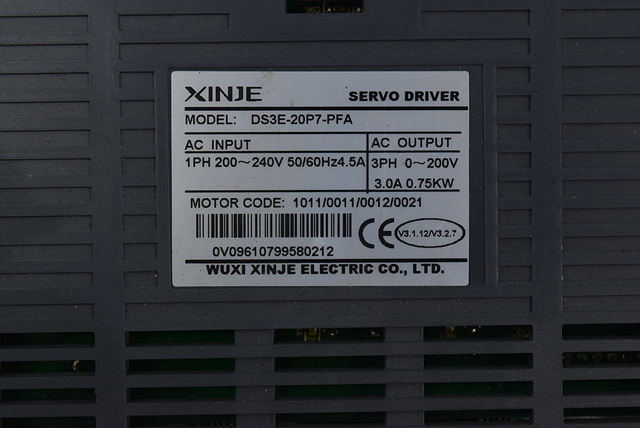 XINJE SERVO DRIVER
MODEL: DS3E-20P7-PFA
AC INPUT AC OUTPUT
1PH 200～240V 50/60Hz4.5A 3PH 0～200V
3.0A 0.75KW
MOTOR CODE: 1011/0011/0012/0021
CE V3.1.12/V3.2.7
0V09610799580212
WUXI XINJE ELECTRIC CO., LTD.